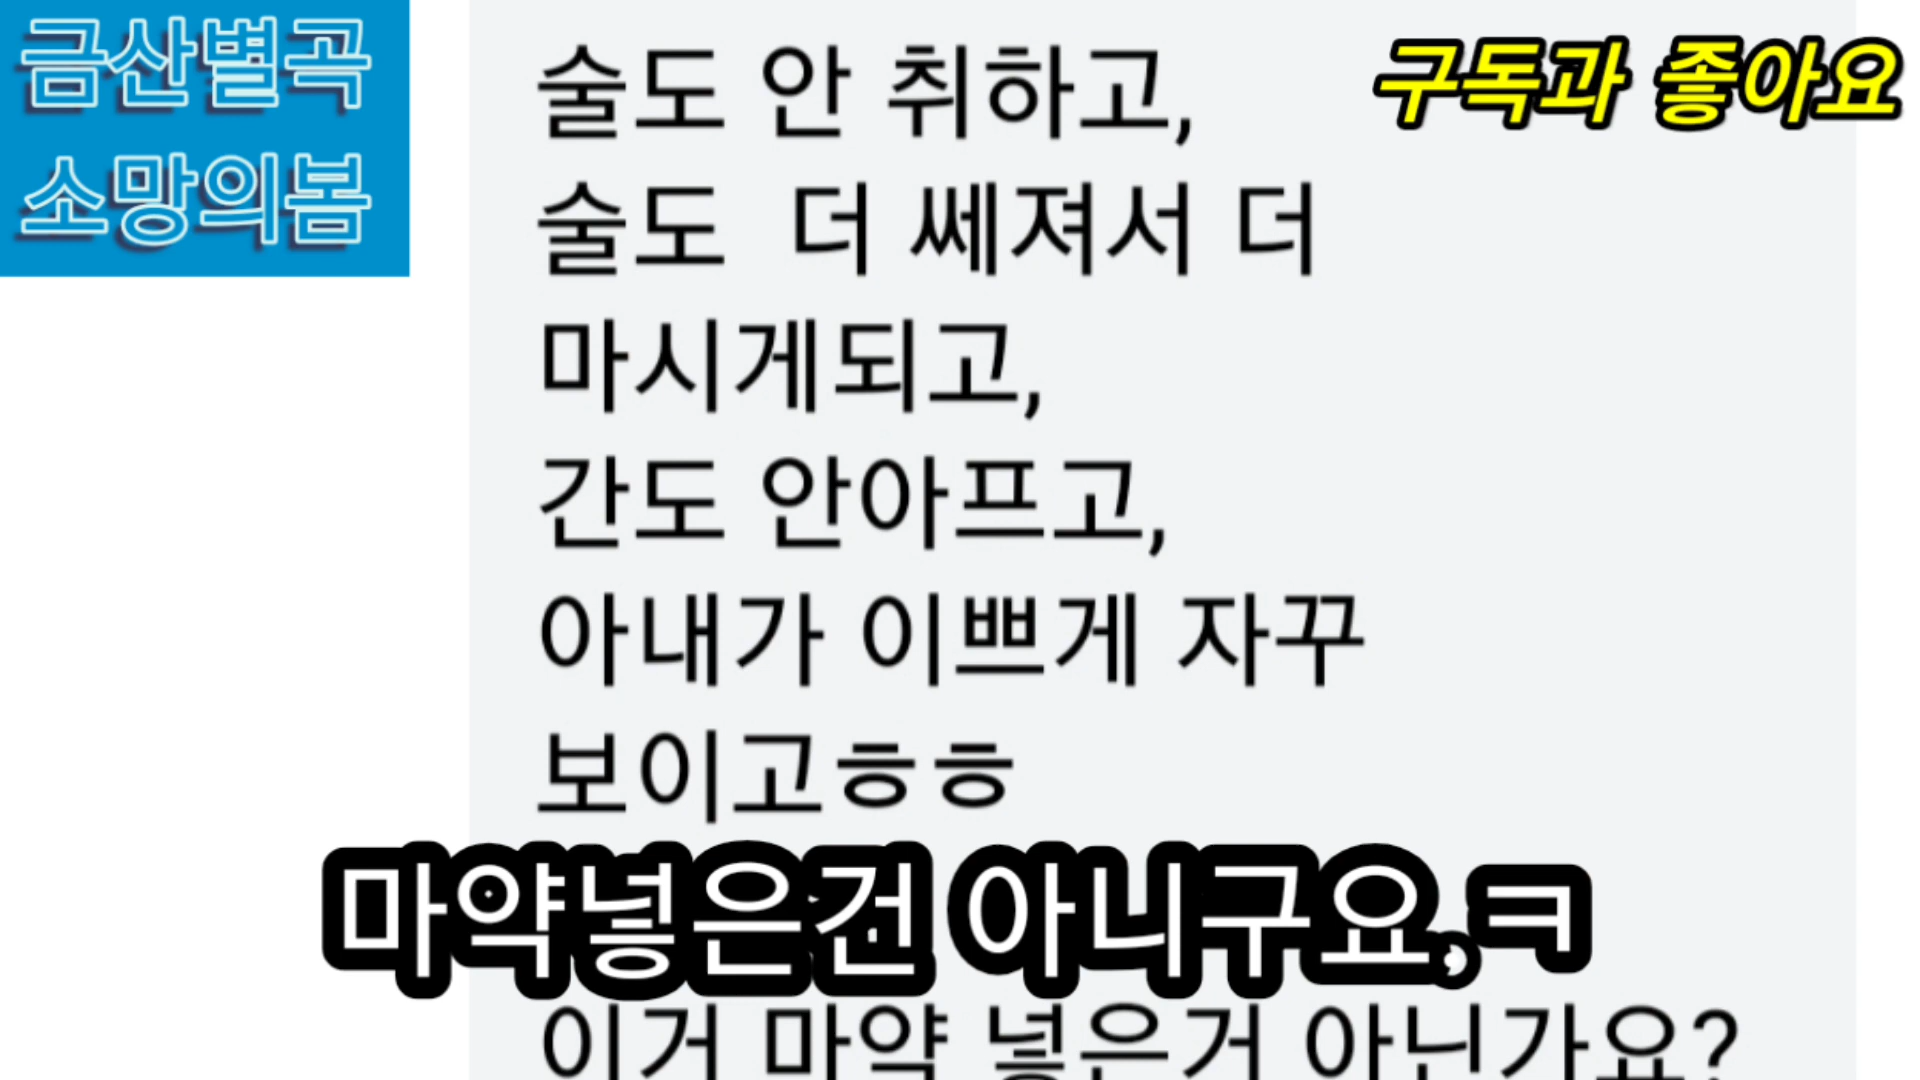 금산별곡
소망의봄
구독과 좋아요
술도 안 취하고,
술도  더 쎄져서 더
마시게되고,
간도 안아프고,
아내가 이쁘게 자꾸
보이고ㅎㅎ
마약넣은건 아니구요,ㅋ
이거 마약 넣은거 아닌가요?